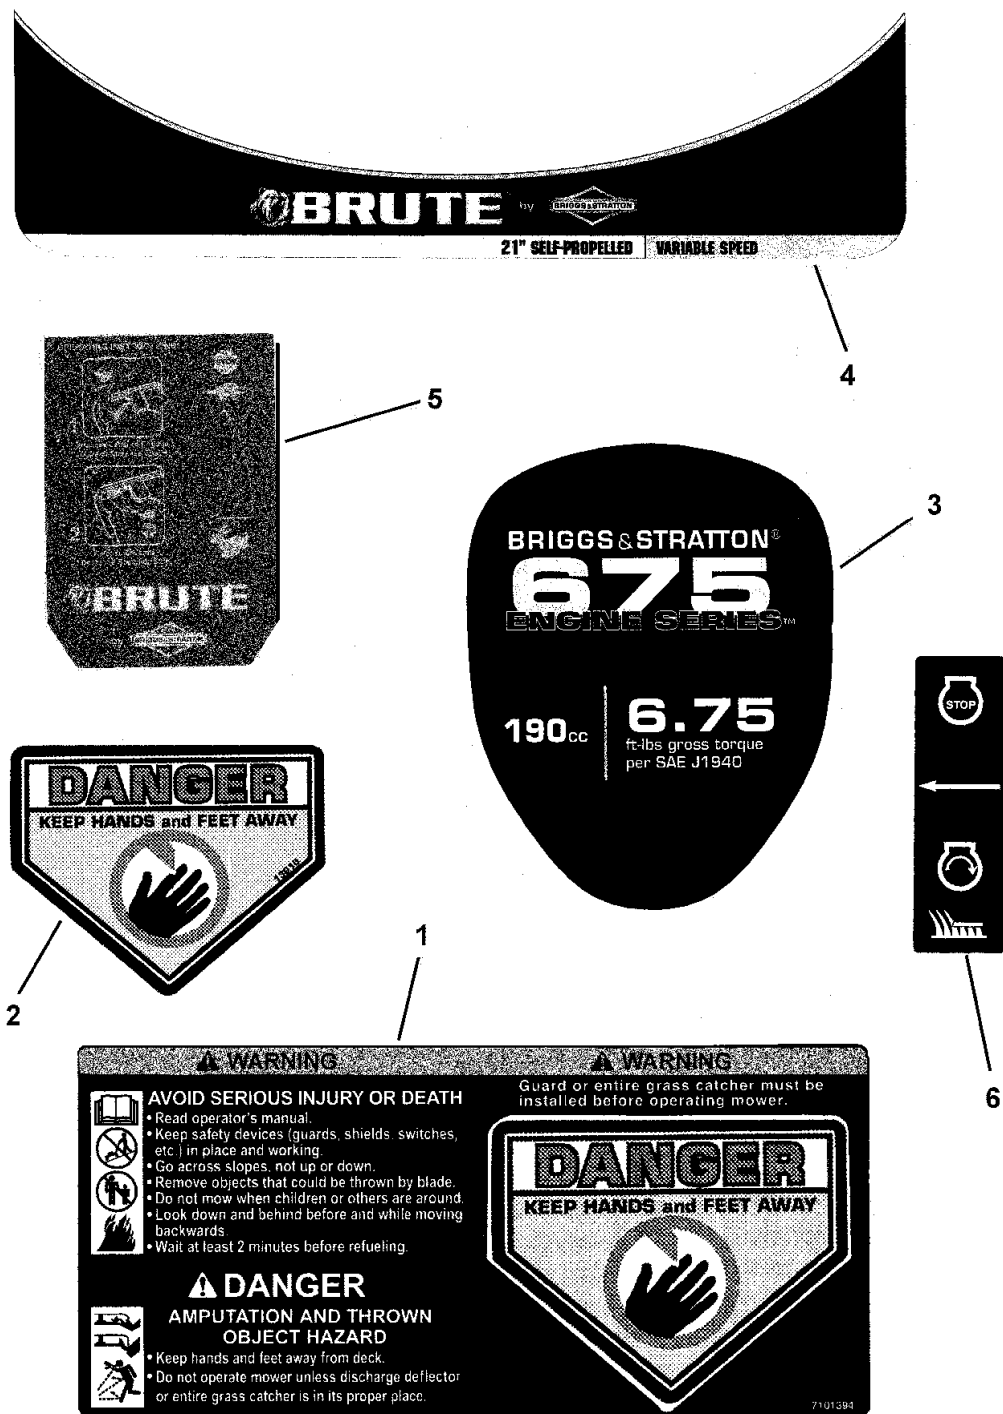 BRUTE by BRIGGS&STRATTON
21" SELF-PROPELLED VARIABLE SPEED
4
5
BRUTE
by BRIGGS&STRATTON
3
BRIGGS&STRATTON®
675
ENGINE SERIES™
190cc
6.75
ft-lbs gross torque
per SAE J1940
STOP
6
DANGER
KEEP HANDS and FEET AWAY
2
1
WARNING
AVOID SERIOUS INJURY OR DEATH
• Read operator's manual.
• Keep safety devices (guards, shields, switches,
etc.) in place and working.
• Go across slopes, not up or down.
• Remove objects that could be thrown by blade.
• Do not mow when children or others are around.
• Look down and behind before and while moving
backwards.
• Wait at least 2 minutes before refueling.
DANGER
AMPUTATION AND THROWN
OBJECT HAZARD
• Keep hands and feet away from deck.
• Do not operate mower unless discharge deflector
or entire grass catcher is in its proper place.
WARNING
Guard or entire grass catcher must be
installed before operating mower.
DANGER
KEEP HANDS and FEET AWAY
7101394